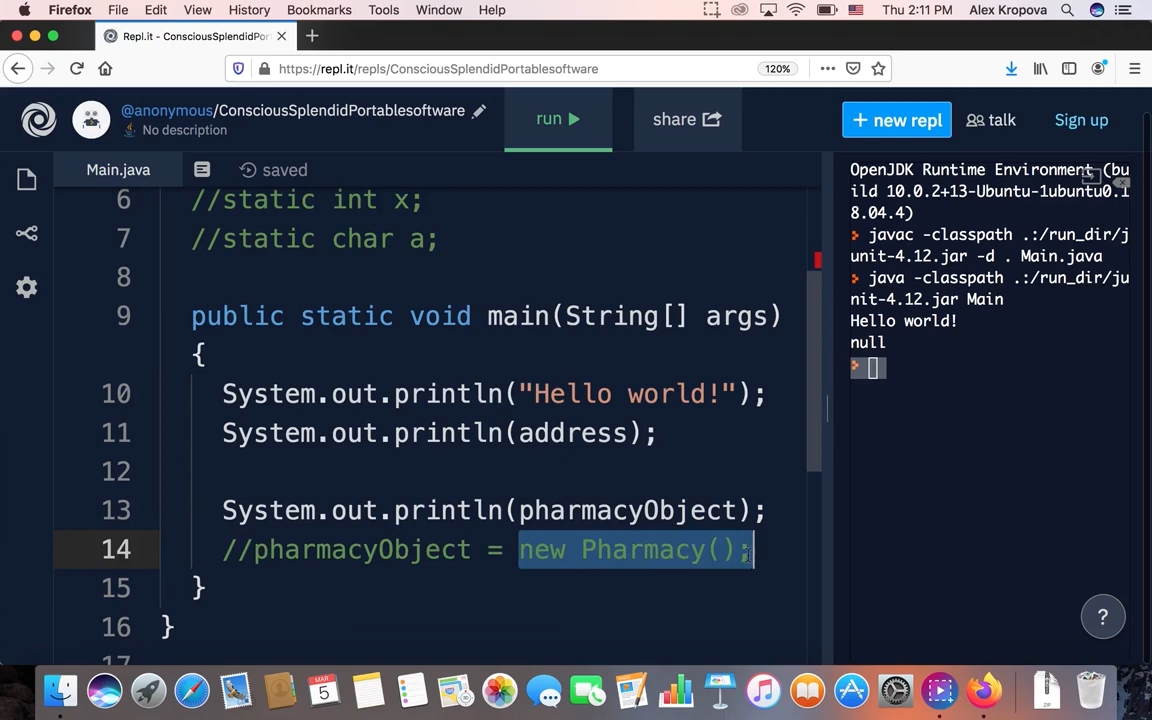 Firefox File Edit View History Bookmarks Tools Window Help Thu 2:11 PM Alex Kropova
Repl.it - ConsciousSplendidPor
https://repl.it/repls/ConsciousSplendidPortablesoftware 120%
@anonymous/ConsciousSplendidPortablesoftware
No description
run
share
+ new repl
talk
Sign up
Main.java
saved
6 //static int x;
7 //static char a;
8
9 public static void main(String[] args)
{
10 System.out.println("Hello world!");
11 System.out.println(address);
12
13 System.out.println(pharmacyObject);
14 //pharmacyObject = new Pharmacy();
15 }
16 }
17
OpenJDK Runtime Environment (bu
ild 10.0.2+13-Ubuntu-1ubuntu0.1
8.04.4)
javac -classpath .:/run_dir/j
unit-4.12.jar -d . Main.java
java -classpath .:/run_dir/ju
nit-4.12.jar Main
Hello world!
null
?
MAR
5
ZIP